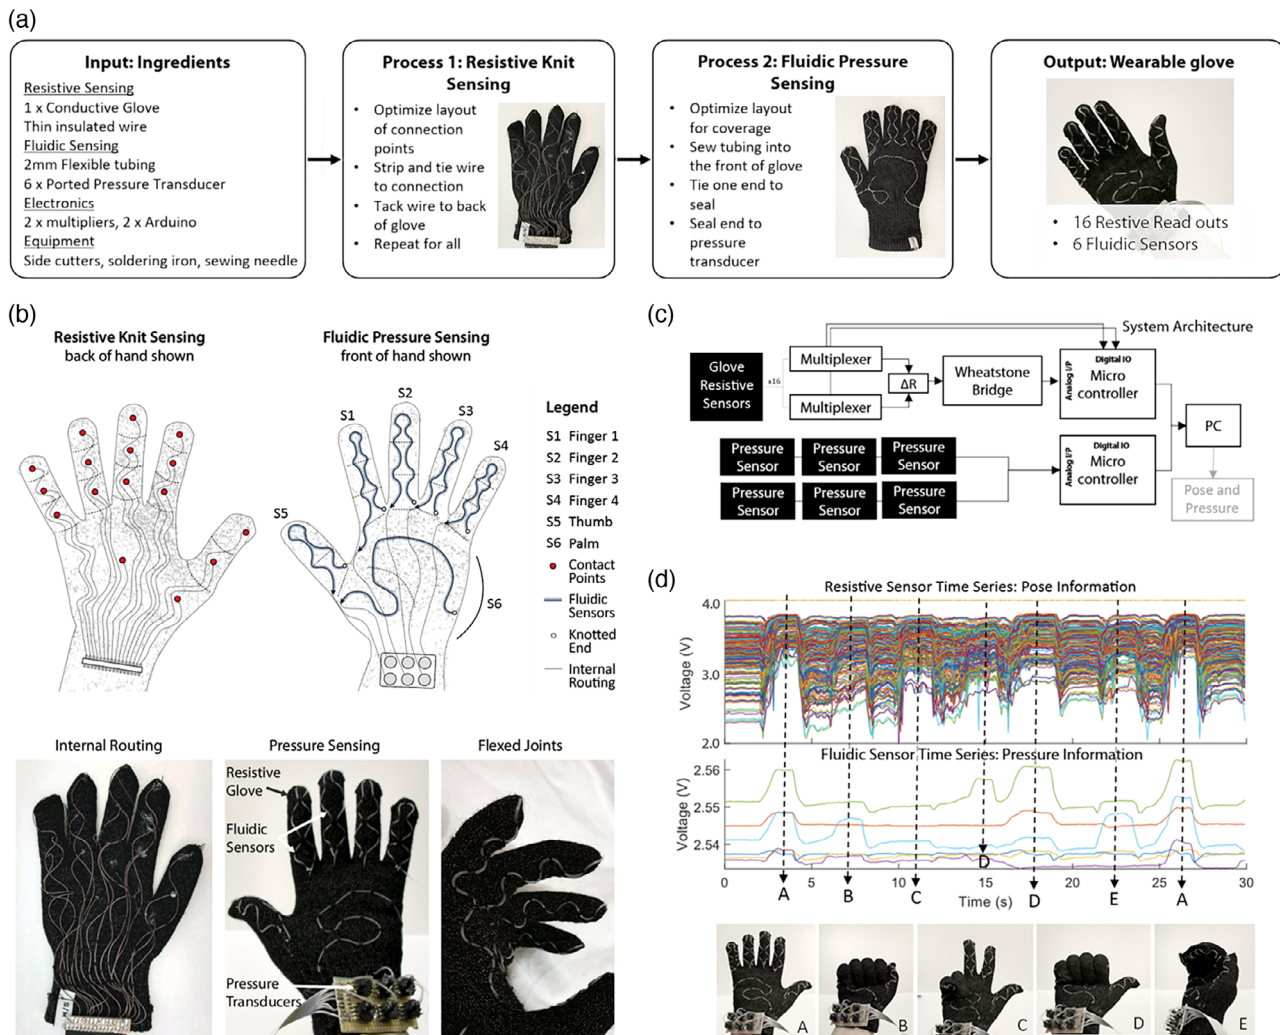 (a)
Input: Ingredients
Resistive Sensing
1 x Conductive Glove
Thin insulated wire
Fluidic Sensing
2mm Flexible tubing
6 x Ported Pressure Transducer
Electronics
2 x multipliers, 2 x Arduino
Equipment
Side cutters, soldering iron, sewing needle
Process 1: Resistive Knit
Sensing
• Optimize layout
of connection
points
• Strip and tie wire
to connection
• Tack wire to back
of glove
• Repeat for all
Process 2: Fluidic Pressure
Sensing
• Optimize layout
for coverage
• Sew tubing into
the front of glove
• Tie one end to
seal
• Seal end to
pressure
transducer
Output: Wearable glove
• 16 Restive Read outs
• 6 Fluidic Sensors
(b)
Resistive Knit Sensing
back of hand shown
Fluidic Pressure Sensing
front of hand shown
S1
S2
S3
S4
S5
S6
Legend
S1 Finger 1
S2 Finger 2
S3 Finger 3
S4 Finger 4
S5 Thumb
S6 Palm
Contact
Points
Fluidic
Sensors
Knotted
End
Internal
Routing
Internal Routing
Pressure Sensing
Flexed Joints
Resistive
Glove
Fluidic
Sensors
Pressure
Transducers
(c)
System Architecture
Glove
Resistive
Sensors
x16
Multiplexer
Multiplexer
ΔR
Wheatstone
Bridge
Digital IO
Analog I/P
Micro
controller
Pressure
Sensor
Pressure
Sensor
Pressure
Sensor
Pressure
Sensor
Pressure
Sensor
Pressure
Sensor
Digital IO
Analog I/P
Micro
controller
PC
Pose and
Pressure
(d)
Resistive Sensor Time Series: Pose Information
4.0
3.0
2.0
Voltage (V)
Fluidic Sensor Time Series: Pressure Information
2.56
2.55
2.54
Voltage (V)
D
0 5 10 15 20 25 30
A B C Time (s) D E A
A B C D E